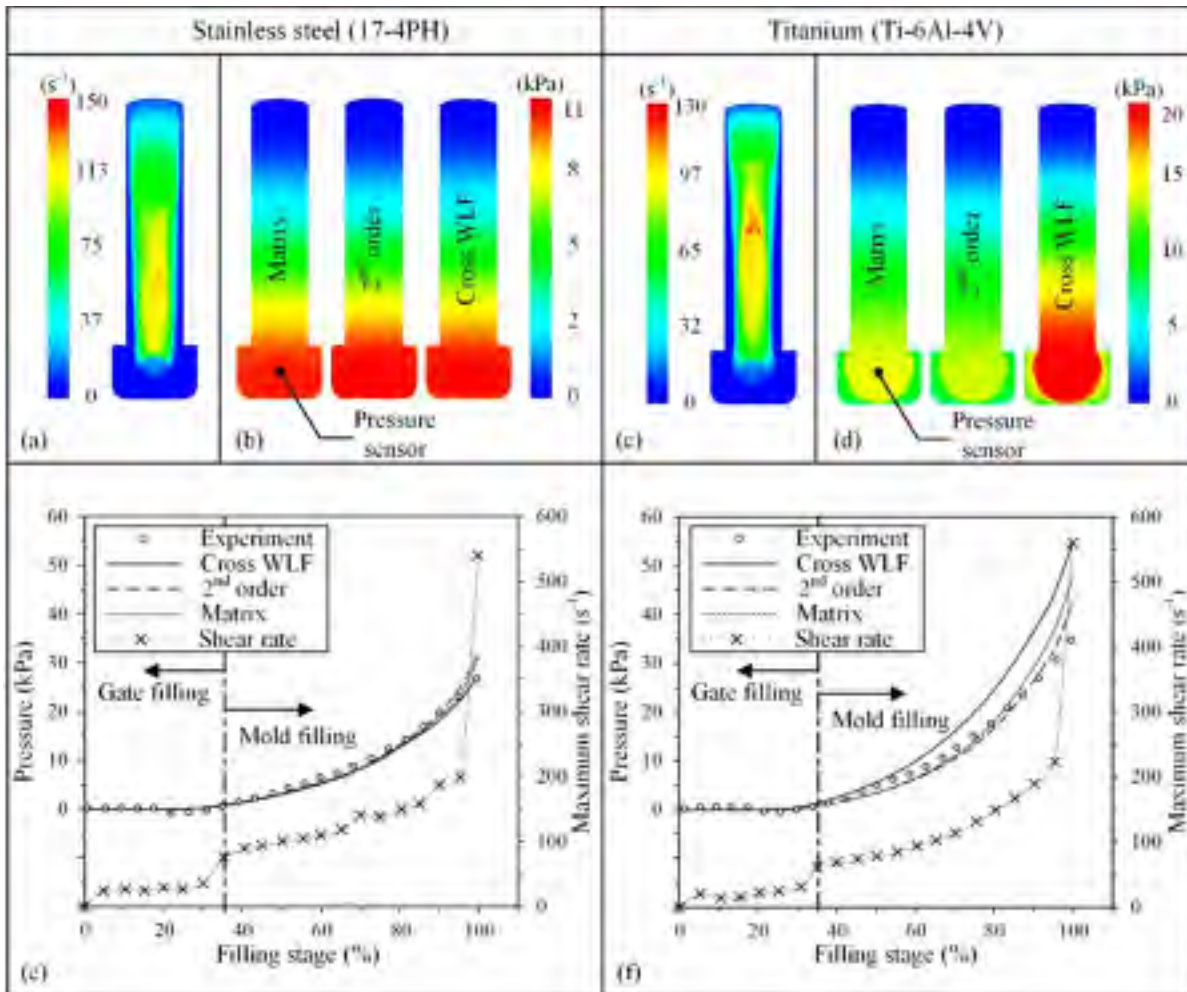 Stainless steel (17-4PH)
Titanium (Ti-6Al-4V)
(s⁻¹)
150
113
75
37
0
(a)
Matrix
2nd order
Cross WLF
(kPa)
11
8
0
(b)
Pressure
sensor
(s⁻¹)
130
97
65
32
0
(c)
Matrix
2nd order
Cross WLF
(kPa)
20
15
10
5
0
(d)
Pressure
sensor
60
50
40
30
20
10
0
Pressure (kPa)
Experiment
Cross WLF
2nd order
Matrix
Shear rate
Gate filling
Mold filling
600
500
400
300
200
100
0
Maximum shear rate (s⁻¹)
0 20 40 60 80 100
Filling stage (%)
(e)
60
50
40
30
20
10
0
Pressure (kPa)
Experiment
Cross WLF
2nd order
Matrix
Shear rate
Gate filling
Mold filling
600
500
400
300
200
100
0
Maximum shear rate (s⁻¹)
0 20 40 60 80 100
Filling stage (%)
(f)